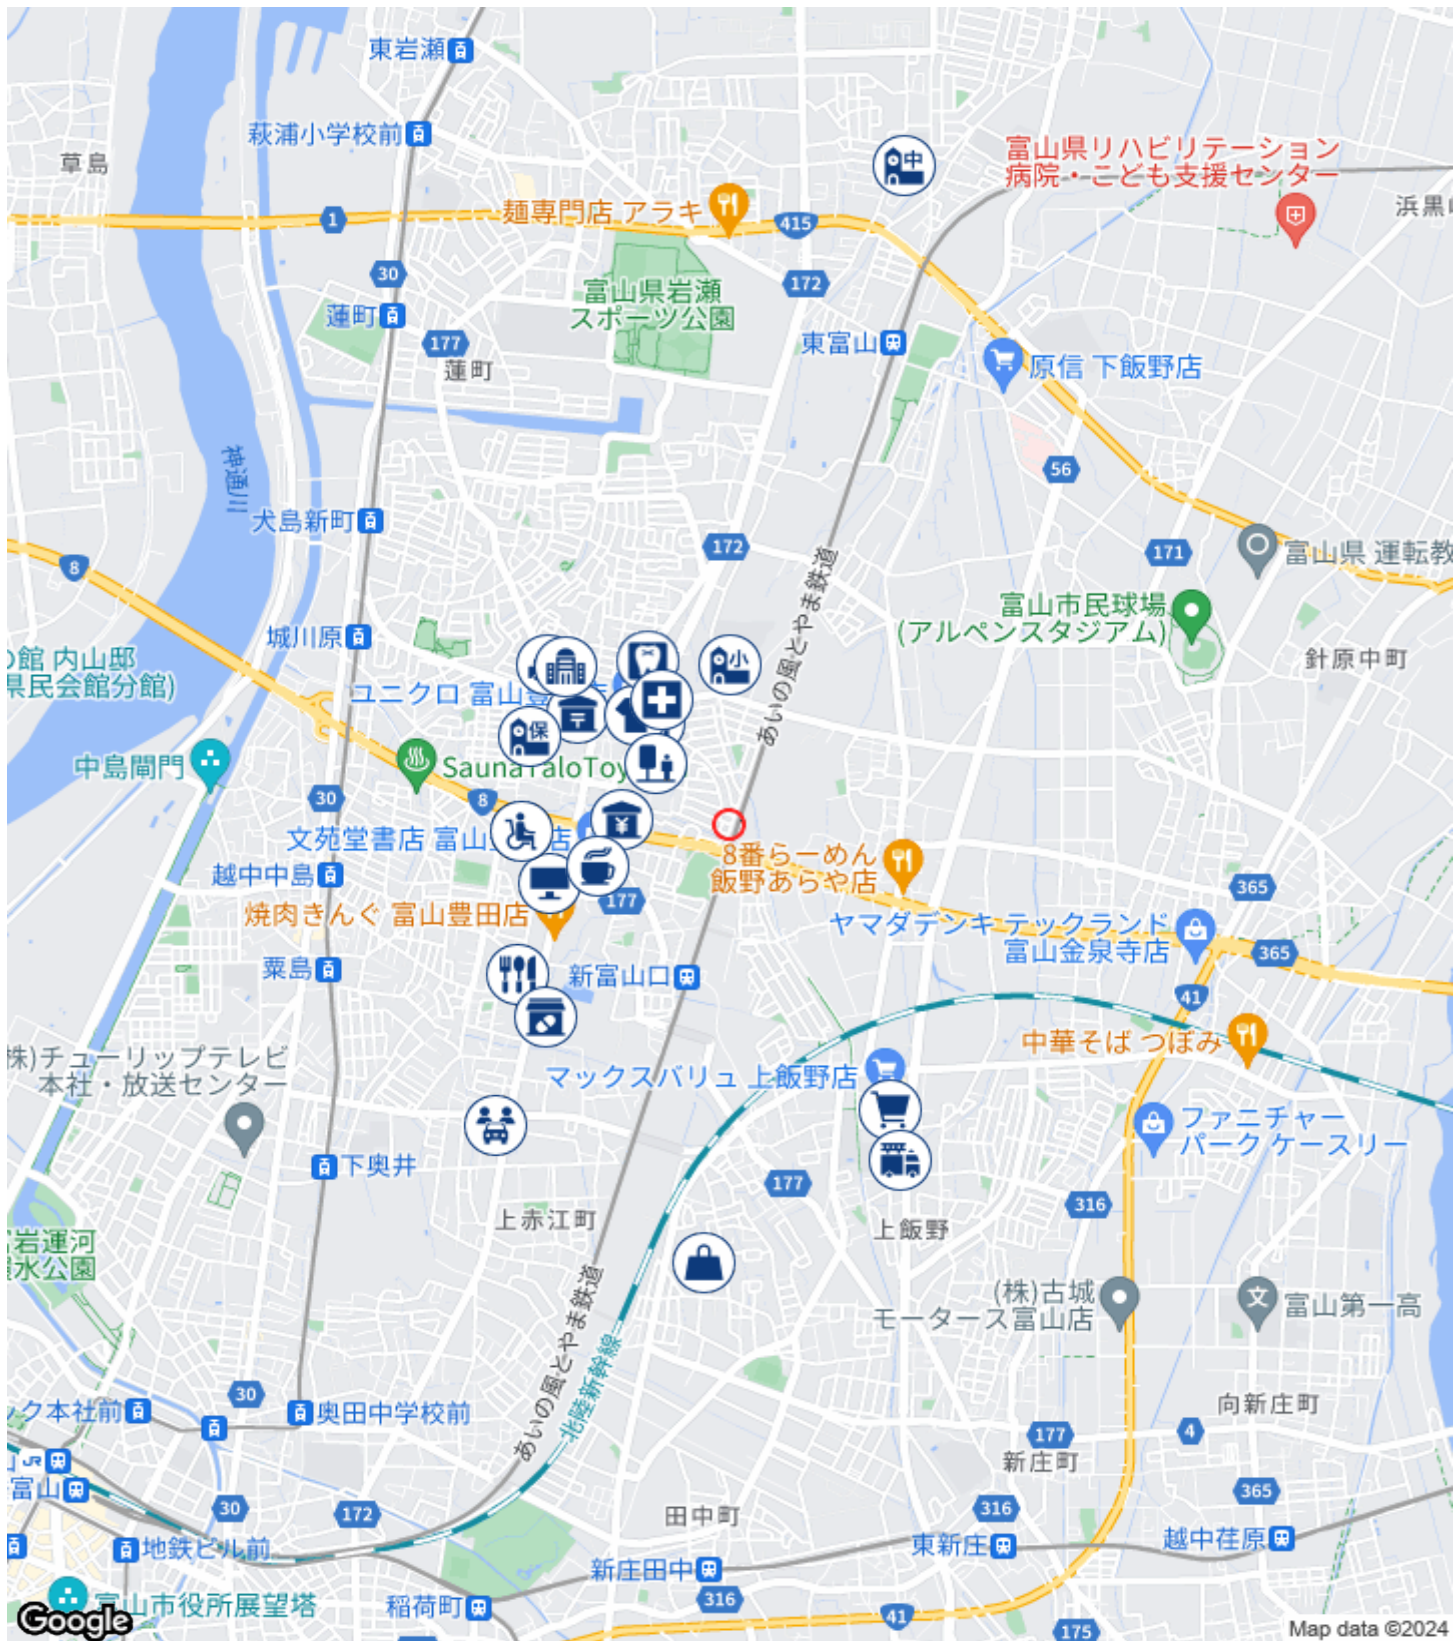 東岩瀬
萩浦小学校前
草島
中
富山県リハビリテーション
病院・こども支援センター
浜黒
麺専門店 アラキ
1
415
30
172
富山県岩瀬
スポーツ公園
蓮町
177
蓮町
東富山
原信 下飯野店
神通川
56
犬島新町
172
171
富山県 運転教
8
あいの風とやま鉄道
富山市民球場
(アルペンスタジアム)
城川原
の館 内山邸
県民会館分館)
小
針原中町
ユニクロ 富山豊
〒
保
中島閘門
SaunaTaloToy
30
8
文苑堂書店 富山
店
¥
8番らーめん
飯野あらや店
越中中島
177
365
焼肉きんぐ 富山豊田店
ヤマダデンキ テックランド
富山金泉寺店
365
粟島
新富山口
41
中華そば つぼみ
株)チューリップテレビ
本社・放送センター
マックスバリュ 上飯野店
ファニチャー
パーク ケースリー
下奥井
177
316
上赤江町
上飯野
富岩運河
環水公園
(株)古城
モータース富山店
文
富山第一高
あいの風とやま鉄道
北陸新幹線
30
ック本社前
奥田中学校前
向新庄町
177
4
新庄町
JR
富山
30
172
365
316
田中町
地鉄ビル前
東新庄
越中荏原
新庄田中
富山市役所展望塔
稲荷町
316
41
175
Google
Map data ©2024